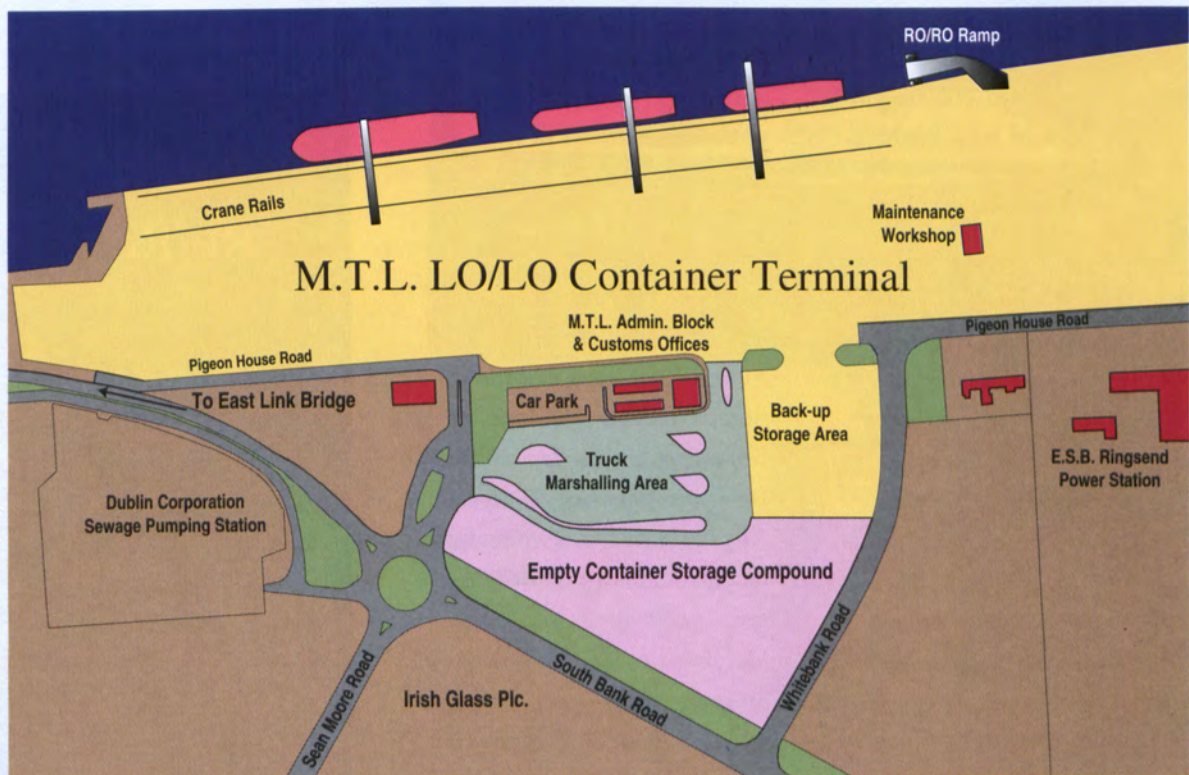 RO/RO Ramp
Crane Rails
Maintenance
Workshop
M.T.L. LO/LO Container Terminal
M.T.L. Admin. Block
& Customs Offices
Pigeon House Road
Pigeon House Road
To East Link Bridge
Car Park
Back-up
Storage Area
Truck
Marshalling Area
E.S.B. Ringsend
Power Station
Dublin Corporation
Sewage Pumping Station
Empty Container Storage Compound
Whitebank Road
South Bank Road
Sean Moore Road
Irish Glass Plc.